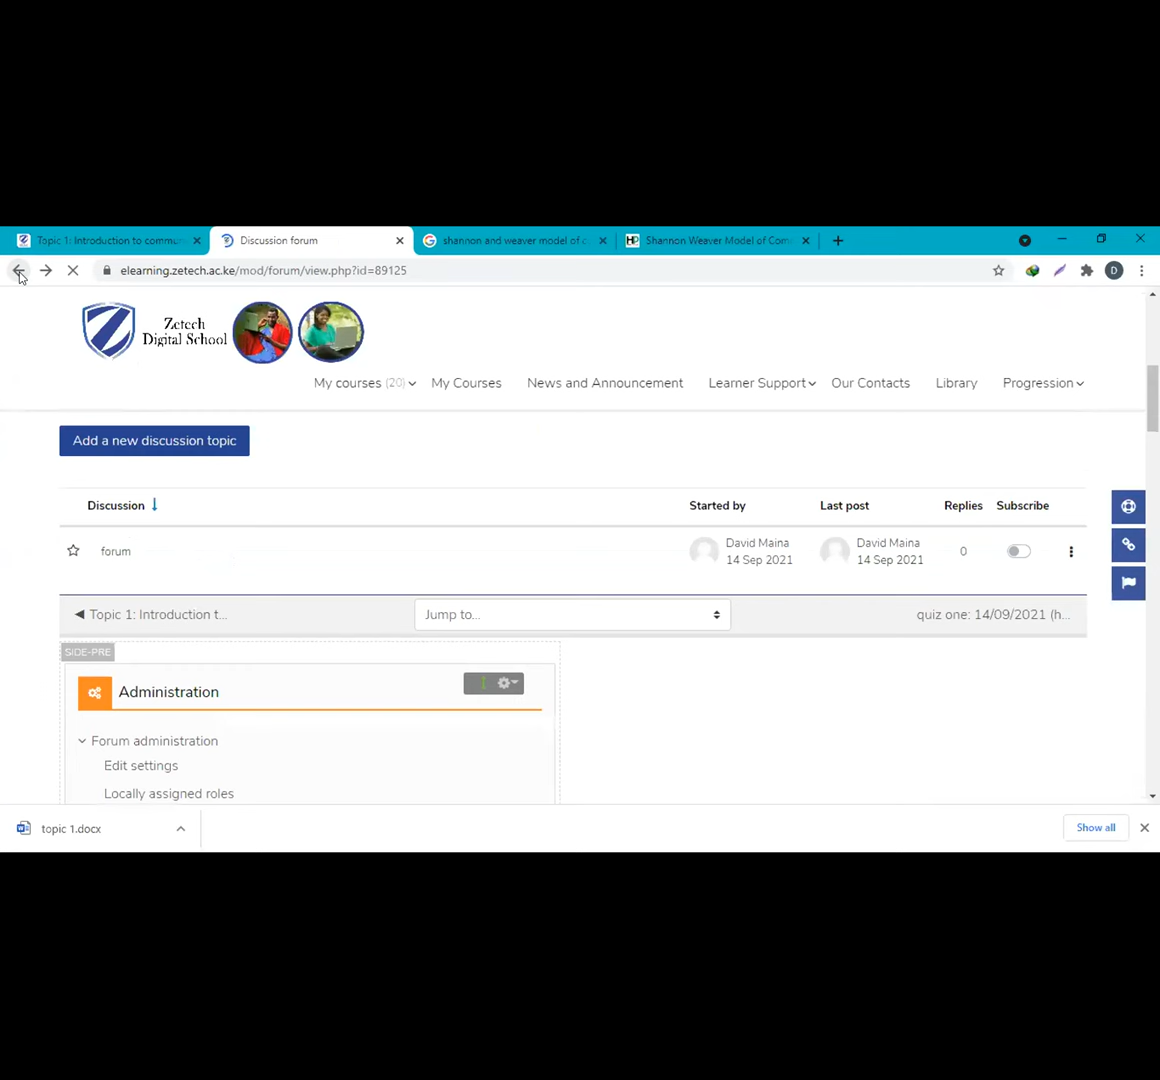 Topic 1: Introduction to commun
Discussion forum
shannon and weaver model of c
Shannon Weaver Model of Com
elearning.zetech.ac.ke/mod/forum/view.php?id=89125
D
Zetech
Digital School
My courses (20)
My Courses
News and Announcement
Learner Support
Our Contacts
Library
Progression
Add a new discussion topic
Discussion
Started by
Last post
Replies
Subscribe
forum
David Maina
14 Sep 2021
David Maina
14 Sep 2021
0
Topic 1: Introduction t...
Jump to...
quiz one: 14/09/2021 (h...
SIDE-PRE
Administration
Forum administration
Edit settings
Locally assigned roles
topic 1.docx
Show all